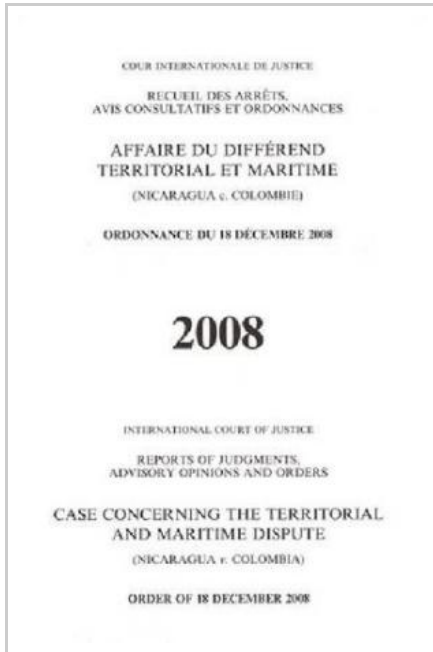 COUR INTERNATIONALE DE JUSTICE
RECUEIL DES ARRÊTS,
AVIS CONSULTATIFS ET ORDONNANCES
AFFAIRE DU DIFFÉREND
TERRITORIAL ET MARITIME
(NICARAGUA c. COLOMBIE)
ORDONNANCE DU 18 DÉCEMBRE 2008
2008
INTERNATIONAL COURT OF JUSTICE
REPORTS OF JUDGMENTS,
ADVISORY OPINIONS AND ORDERS
CASE CONCERNING THE TERRITORIAL
AND MARITIME DISPUTE
(NICARAGUA v. COLOMBIA)
ORDER OF 18 DECEMBER 2008